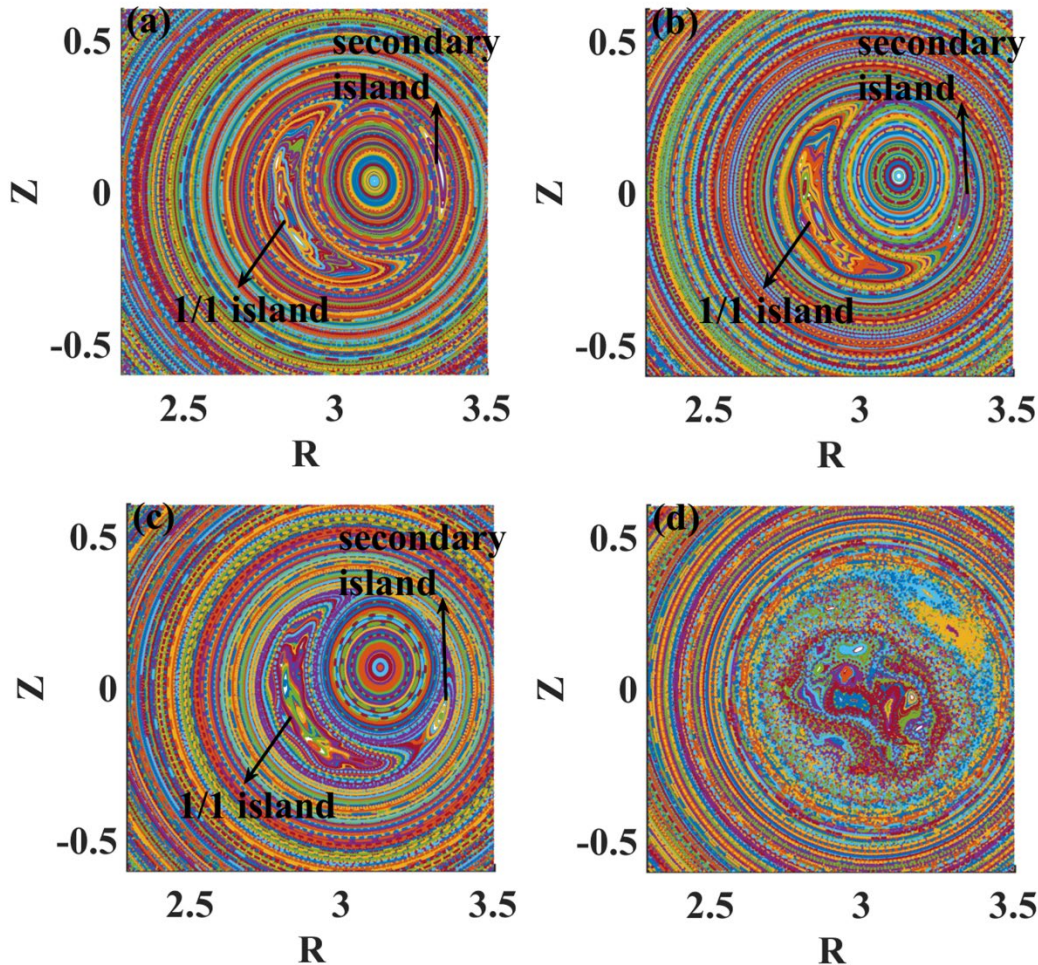 (a)
secondary
island
1/1 island
0.5
0
-0.5
Z
2.5 3 3.5
R
(b)
secondary
island
1/1 island
0.5
0
-0.5
Z
2.5 3 3.5
R
(c)
secondary
island
1/1 island
0.5
0
-0.5
Z
2.5 3 3.5
R
(d)
0.5
0
-0.5
Z
2.5 3 3.5
R